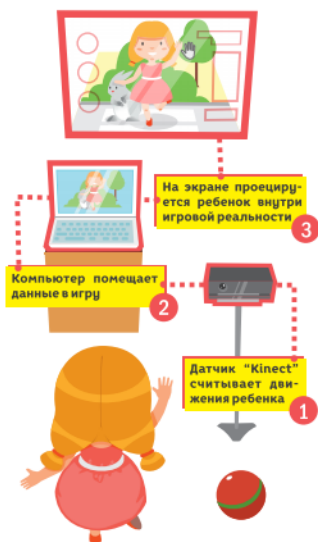 На экране проециру-
ется ребенок внутри
игровой реальности
3
Компьютер помещает
данные в игру
2
Датчик "Kinect"
считывает дви-
жения ребенка
1